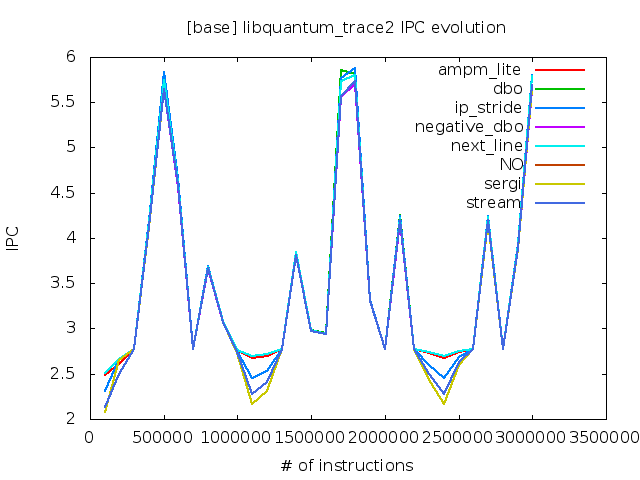 [base] libquantum_trace2 IPC evolution
6
5.5
5
4.5
4
3.5
3
2.5
2
IPC
ampm_lite
dbo
ip_stride
negative_dbo
next_line
NO
sergi
stream
0 500000 1000000 1500000 2000000 2500000 3000000 3500000
# of instructions